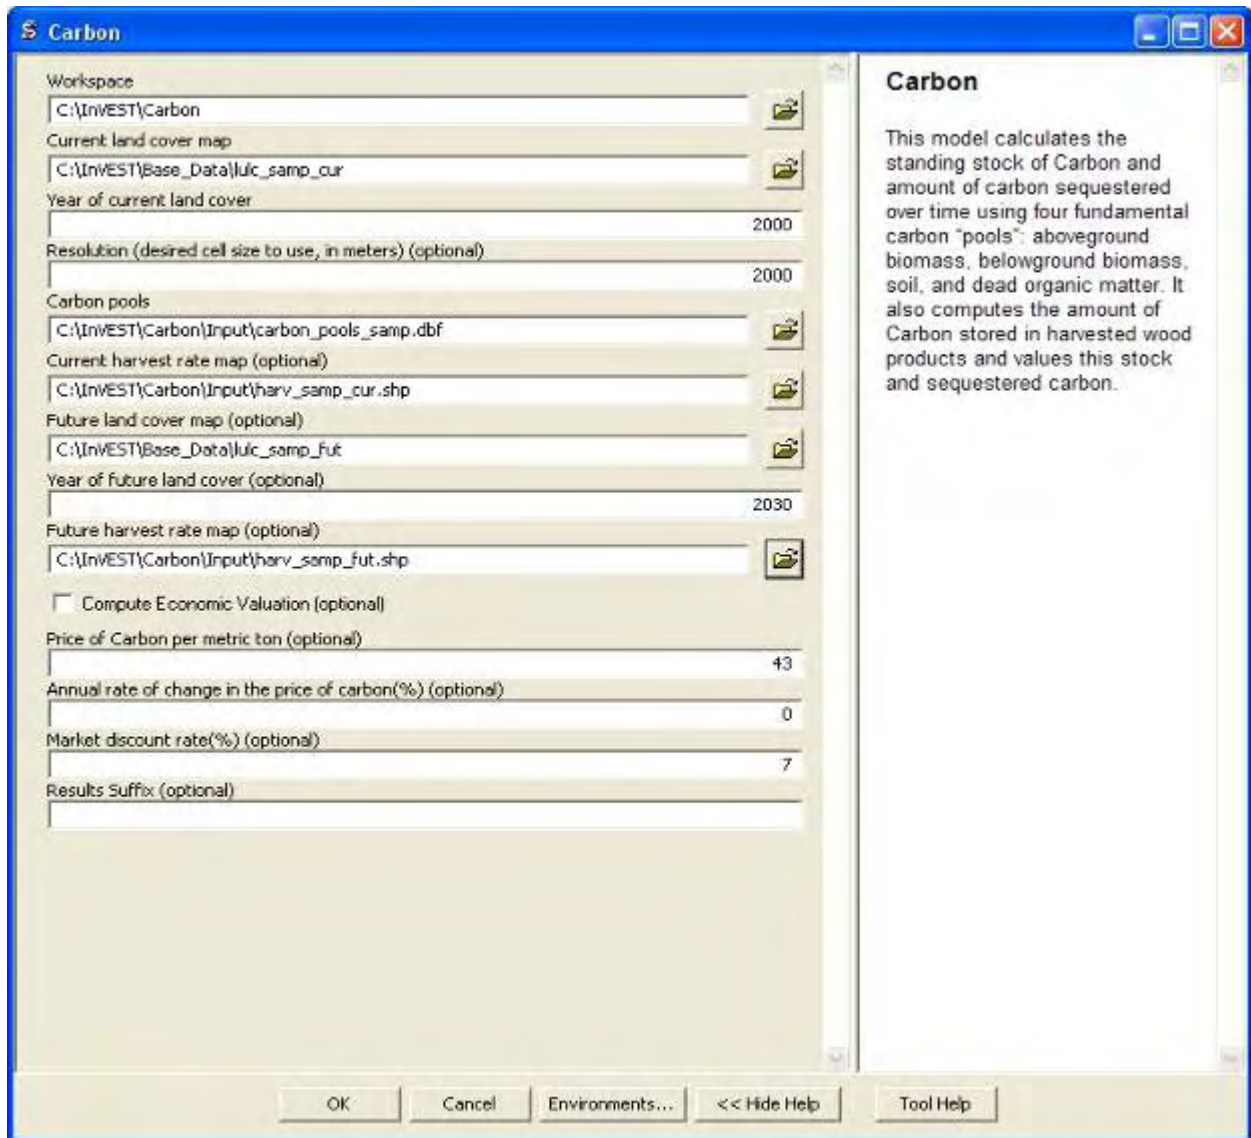 Carbon
Workspace
C:\InVEST\Carbon
Current land cover map
C:\InVEST\Base_Data\lulc_samp_cur
Year of current land cover
2000
Resolution (desired cell size to use, in meters) (optional)
2000
Carbon pools
C:\InVEST\Carbon\Input\carbon_pools_samp.dbf
Current harvest rate map (optional)
C:\InVEST\Carbon\Input\harv_samp_cur.shp
Future land cover map (optional)
C:\InVEST\Base_Data\lulc_samp_fut
Year of future land cover (optional)
2030
Future harvest rate map (optional)
C:\InVEST\Carbon\Input\harv_samp_fut.shp
Compute Economic Valuation (optional)
Price of Carbon per metric ton (optional)
43
Annual rate of change in the price of carbon(%) (optional)
0
Market discount rate(%) (optional)
7
Results Suffix (optional)
Carbon
This model calculates the
standing stock of Carbon and
amount of carbon sequestered
over time using four fundamental
carbon "pools": aboveground
biomass, belowground biomass,
soil, and dead organic matter. It
also computes the amount of
Carbon stored in harvested wood
products and values this stock
and sequestered carbon.
OK Cancel Environments... << Hide Help Tool Help